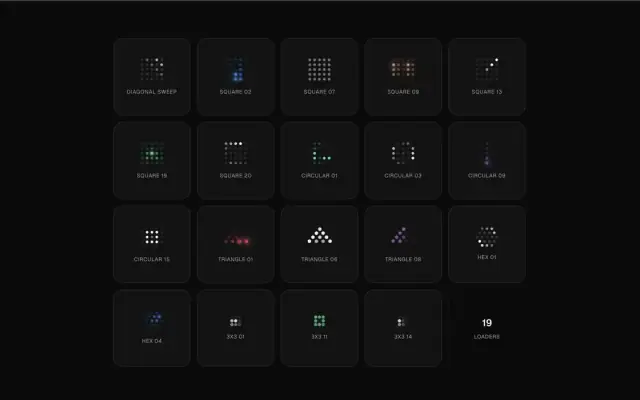 DIAGONAL SWEEP
SQUARE 02
SQUARE 07
SQUARE 08
SQUARE 13
SQUARE 16
SQUARE 20
CIRCULAR 01
CIRCULAR 03
CIRCULAR 09
CIRCULAR 15
TRIANGLE 01
TRIANGLE 06
TRIANGLE 08
HEX 01
HEX 04
3X3 01
3X3 11
3X3 14
19
LOADERS